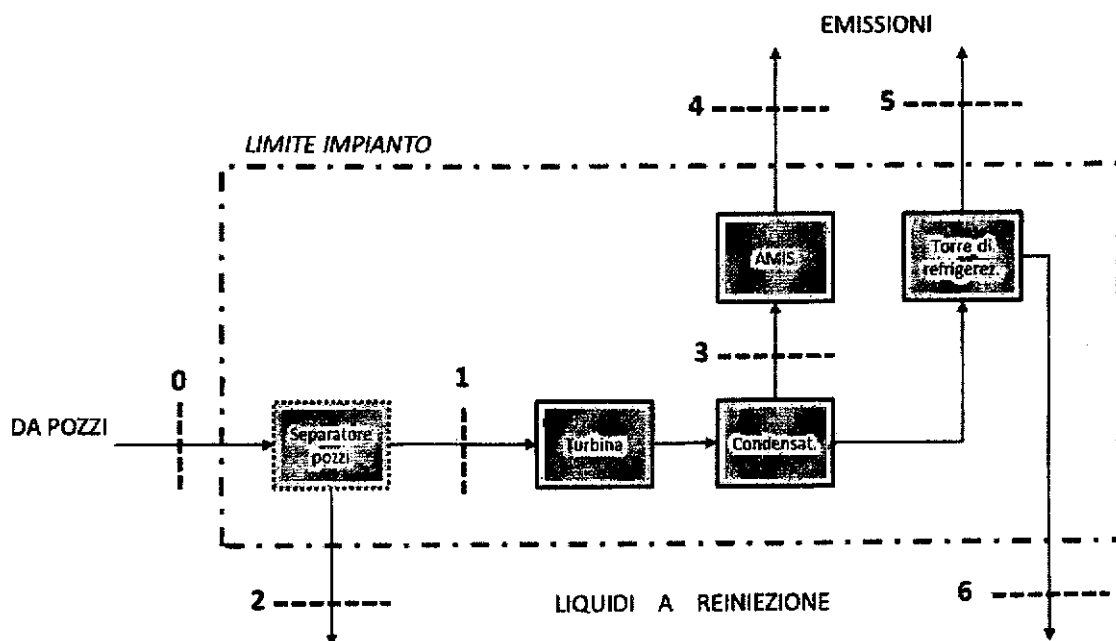 EMISSIONI
4
5
LIMITE IMPIANTO
AMIS
Torre di
refrigerez.
3
0
1
DA POZZI
Separatore
pozzi
Turbina
Condensat.
2
LIQUIDI A REINIEZIONE
6